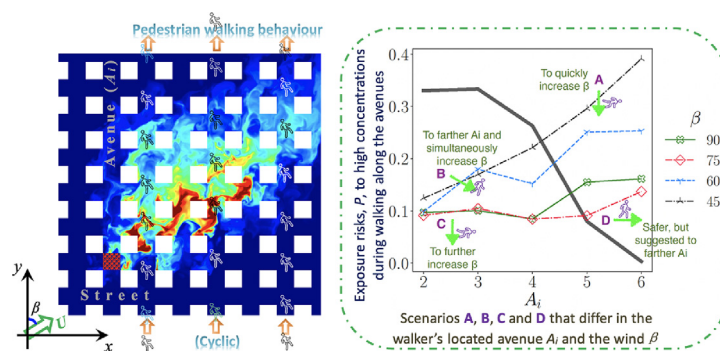 Pedestrian walking behaviour
Avenue (Ai)
Street
y
β
U
x
(Cyclic)
Exposure risks, P, to high concentrations
during walking along the avenues
0.4
0.3
0.2
0.1
0.0
2
3
4
5
6
Ai
To quickly
increase β
A
To farther Ai and
simultaneously
increase β
B
C
To further
increase β
D
Safer, but
suggested to
farther Ai
β
90
75
60
45
Scenarios A, B, C and D that differ in the
walker's located avenue Ai and the wind β